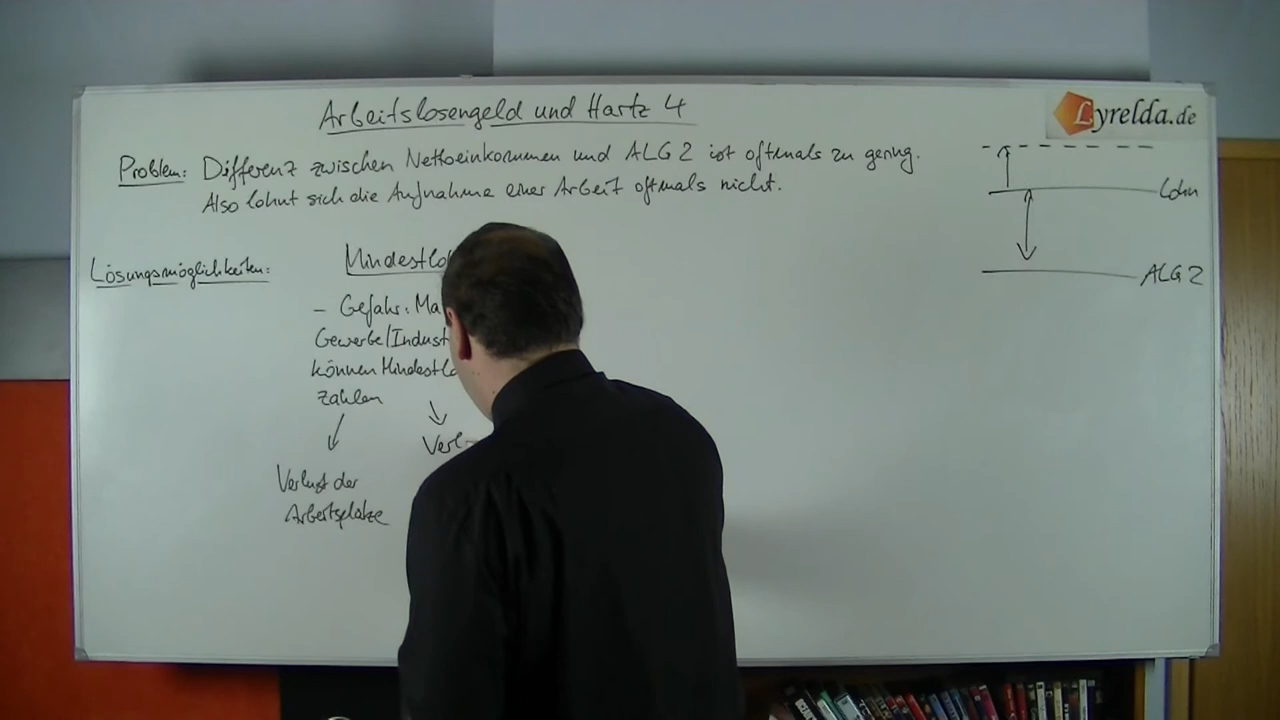 Arbeitslosengeld und Hartz 4
Lyrelda.de
Problem: Differenz zwischen Nettoeinkommen und ALG 2 ist oftmals zu gering.
Also lohnt sich die Aufnahme einer Arbeit oftmals nicht.
Lohn
ALG 2
Lösungsmöglichkeiten:
Mindestlo
- Gefahr: Ma
Gewerbe/Indust
können Mindestlo
zahlen
Verl
Verlust der
Arbeitsplätze